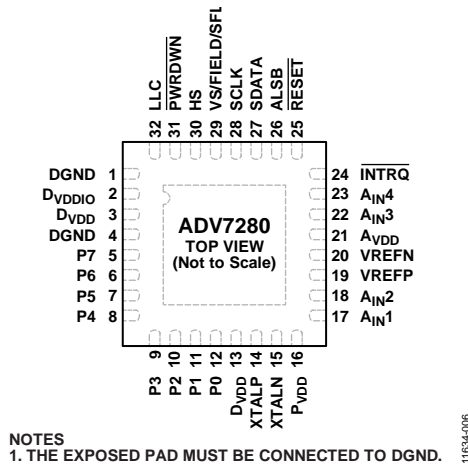 32 LLC
31 PWRDWN
30 HS
29 VS/FIELD/SFL
28 SCLK
27 SDATA
26 ALSB
25 RESET
DGND 1
DVDDIO 2
DVDD 3
DGND 4
P7 5
P6 6
P5 7
P4 8
ADV7280
TOP VIEW
(Not to Scale)
24 INTRQ
23 AIN4
22 AIN3
21 AVDD
20 VREFN
19 VREFP
18 AIN2
17 AIN1
P3 9
P2 10
P1 11
P0 12
DVDD 13
XTALP 14
XTALN 15
PVDD 16
NOTES
1. THE EXPOSED PAD MUST BE CONNECTED TO DGND.
11634-006